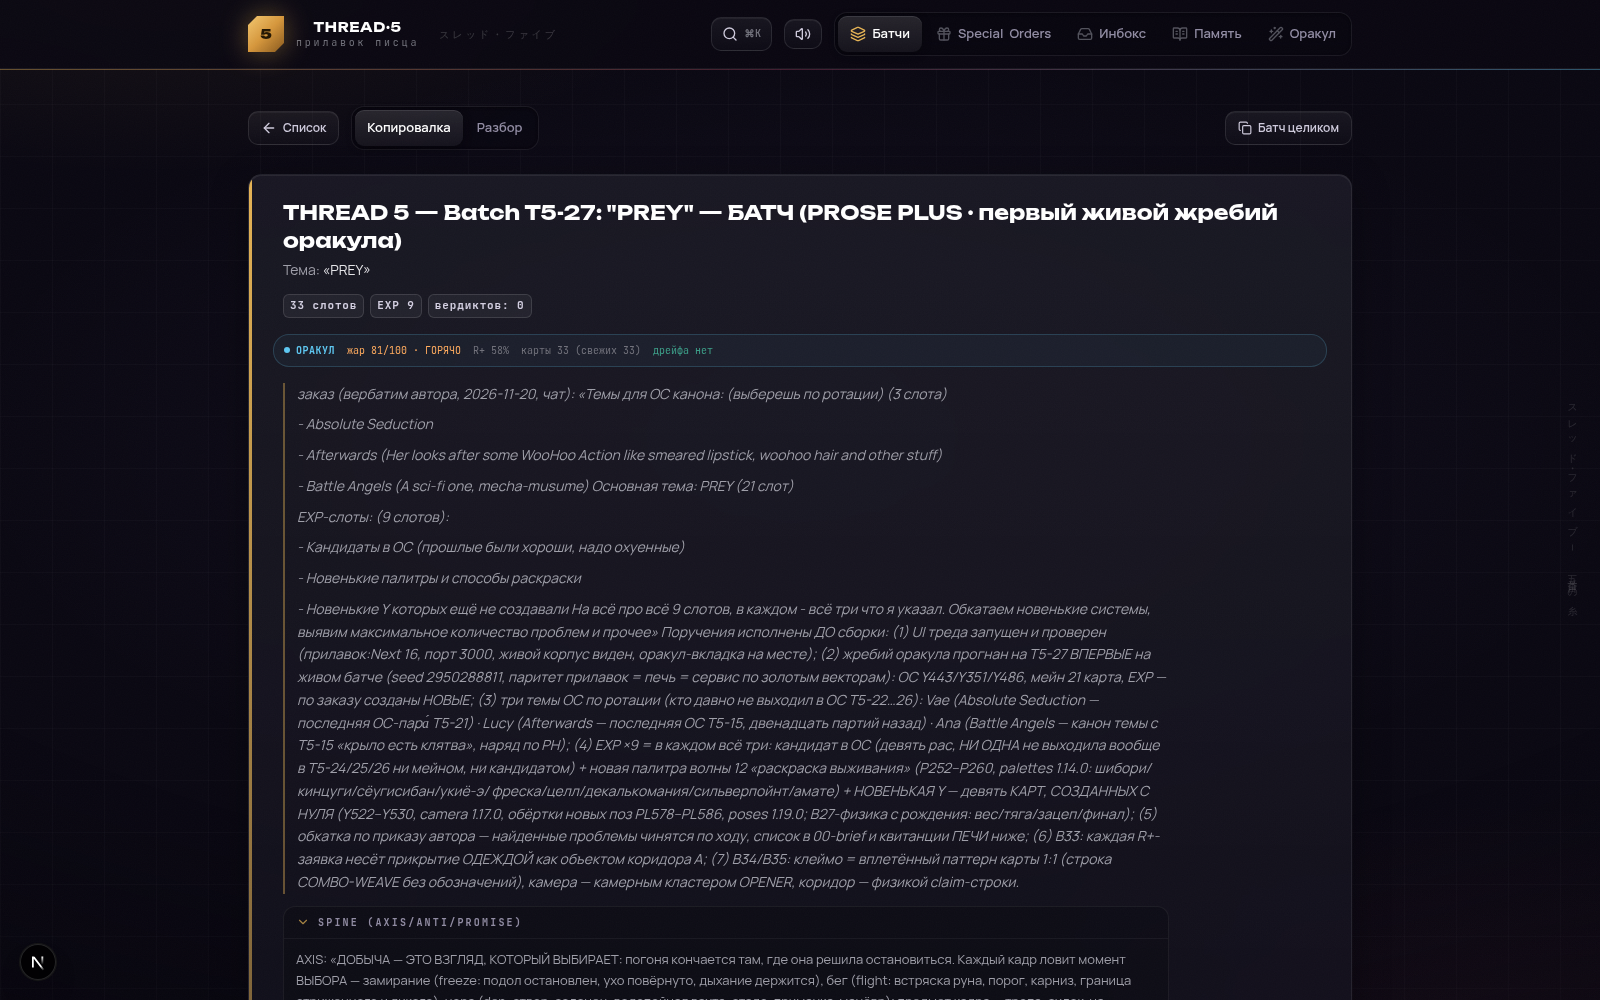 5
THREAD·5
прилавок писца
スレッド・ファイブ
⌘K
Батчи
Special Orders
Инбокс
Память
Оракул
Список
Копировалка
Разбор
Батч целиком
THREAD 5 — Batch T5-27: "PREY" — БАТЧ (PROSE PLUS · первый живой жребий
оракула)
Тема: «PREY»
33 слотов
EXP 9
вердиктов: 0
ОРАКУЛ жар 81/100 · ГОРЯЧО R+ 58% карты 33 (свежих 33) дрейфа нет
заказ (вербатим автора, 2026-11-20, чат): «Темы для ОС канона: (выберешь по ротации) (3 слота)
- Absolute Seduction
- Afterwards (Her looks after some WooHoo Action like smeared lipstick, woohoo hair and other stuff)
- Battle Angels (A sci-fi one, mecha-musume) Основная тема: PREY (21 слот)
EXP-слоты: (9 слотов):
- Кандидаты в ОС (прошлые были хороши, надо охуенные)
- Новенькие палитры и способы раскраски
- Новенькие Y которых ещё не создавали На всё про всё 9 слотов, в каждом - всё три что я указал. Обкатаем новенькие системы,
выявим максимальное количество проблем и прочее» Поручения исполнены ДО сборки: (1) UI треда запущен и проверен
(прилавок:Next 16, порт 3000, живой корпус виден, оракул-вкладка на месте); (2) жребий оракула прогнан на T5-27 ВПЕРВЫЕ на
живом батче (seed 2950288811, паритет прилавок = печь = сервис по золотым векторам): ОС Y443/Y351/Y486, мейн 21 карта, EXP —
по заказу созданы НОВЫЕ; (3) три темы ОС по ротации (кто давно не выходил в ОС T5-22…26): Vae (Absolute Seduction —
последняя ОС-пара́ T5-21) · Lucy (Afterwards — последняя ОС T5-15, двенадцать партий назад) · Ana (Battle Angels — канон темы с
T5-15 «крыло есть клятва», наряд по PH); (4) EXP ×9 = в каждом всё три: кандидат в ОС (девять рас, НИ ОДНА не выходила вообще
в T5-24/25/26 ни мейном, ни кандидатом) + новая палитра волны 12 «раскраска выживания» (P252–P260, palettes 1.14.0: шибори/
кинцуги/сёугисибан/укиё-э/ фреска/целл/декалькомания/сильверпойнт/амате) + НОВЕНЬКАЯ Y — девять КАРТ, СОЗДАННЫХ С
НУЛЯ (Y522–Y530, camera 1.17.0, обёртки новых поз PL578–PL586, poses 1.19.0; B27-физика с рождения: вес/тяга/зацеп/финал); (5)
обкатка по приказу автора — найденные проблемы чинятся по ходу, список в 00-brief и квитанции ПЕЧИ ниже; (6) B33: каждая R+-
заявка несёт прикрытие ОДЕЖДОЙ как объектом коридора A; (7) B34/B35: клеймо = вплетённый паттерн карты 1:1 (строка
COMBO-WEAVE без обозначений), камера — камерным кластером OPENER, коридор — физикой claim-строки.
SPINE (AXIS/ANTI/PROMISE)
AXIS: «ДОБЫЧА — ЭТО ВЗГЛЯД, КОТОРЫЙ ВЫБИРАЕТ: погоня кончается там, где она решила остановиться. Каждый кадр ловит момент
ВЫБОРА — замирание (freeze: подол остановлен, ухо повёрнуто, дыхание держится), бег (flight: встряска руна, порог, карниз, граница